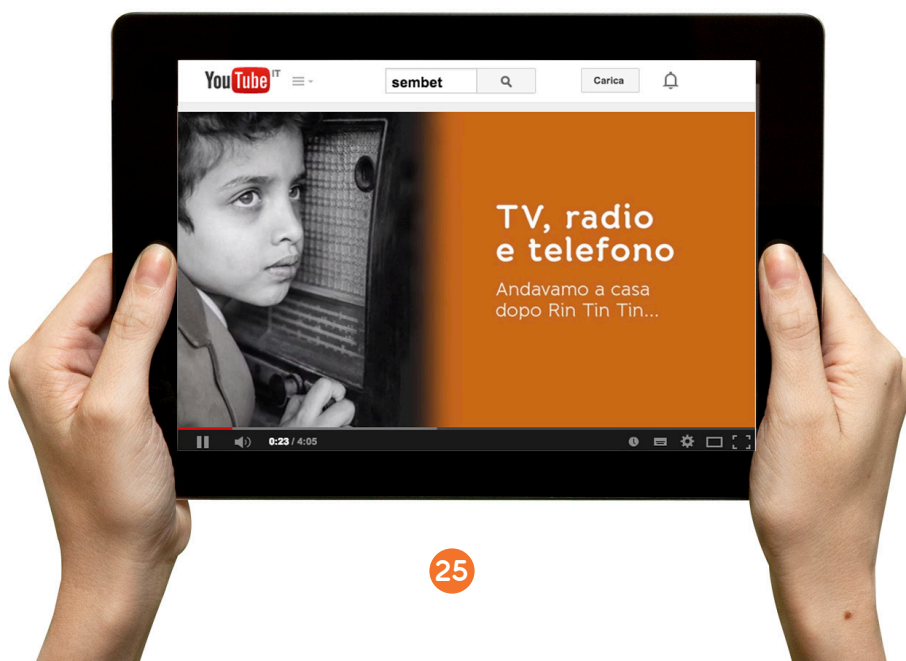 YouTube IT
sembet
Carica
TV, radio
e telefono
Andavamo a casa
dopo Rin Tin Tin...
0:23 / 4:05
25